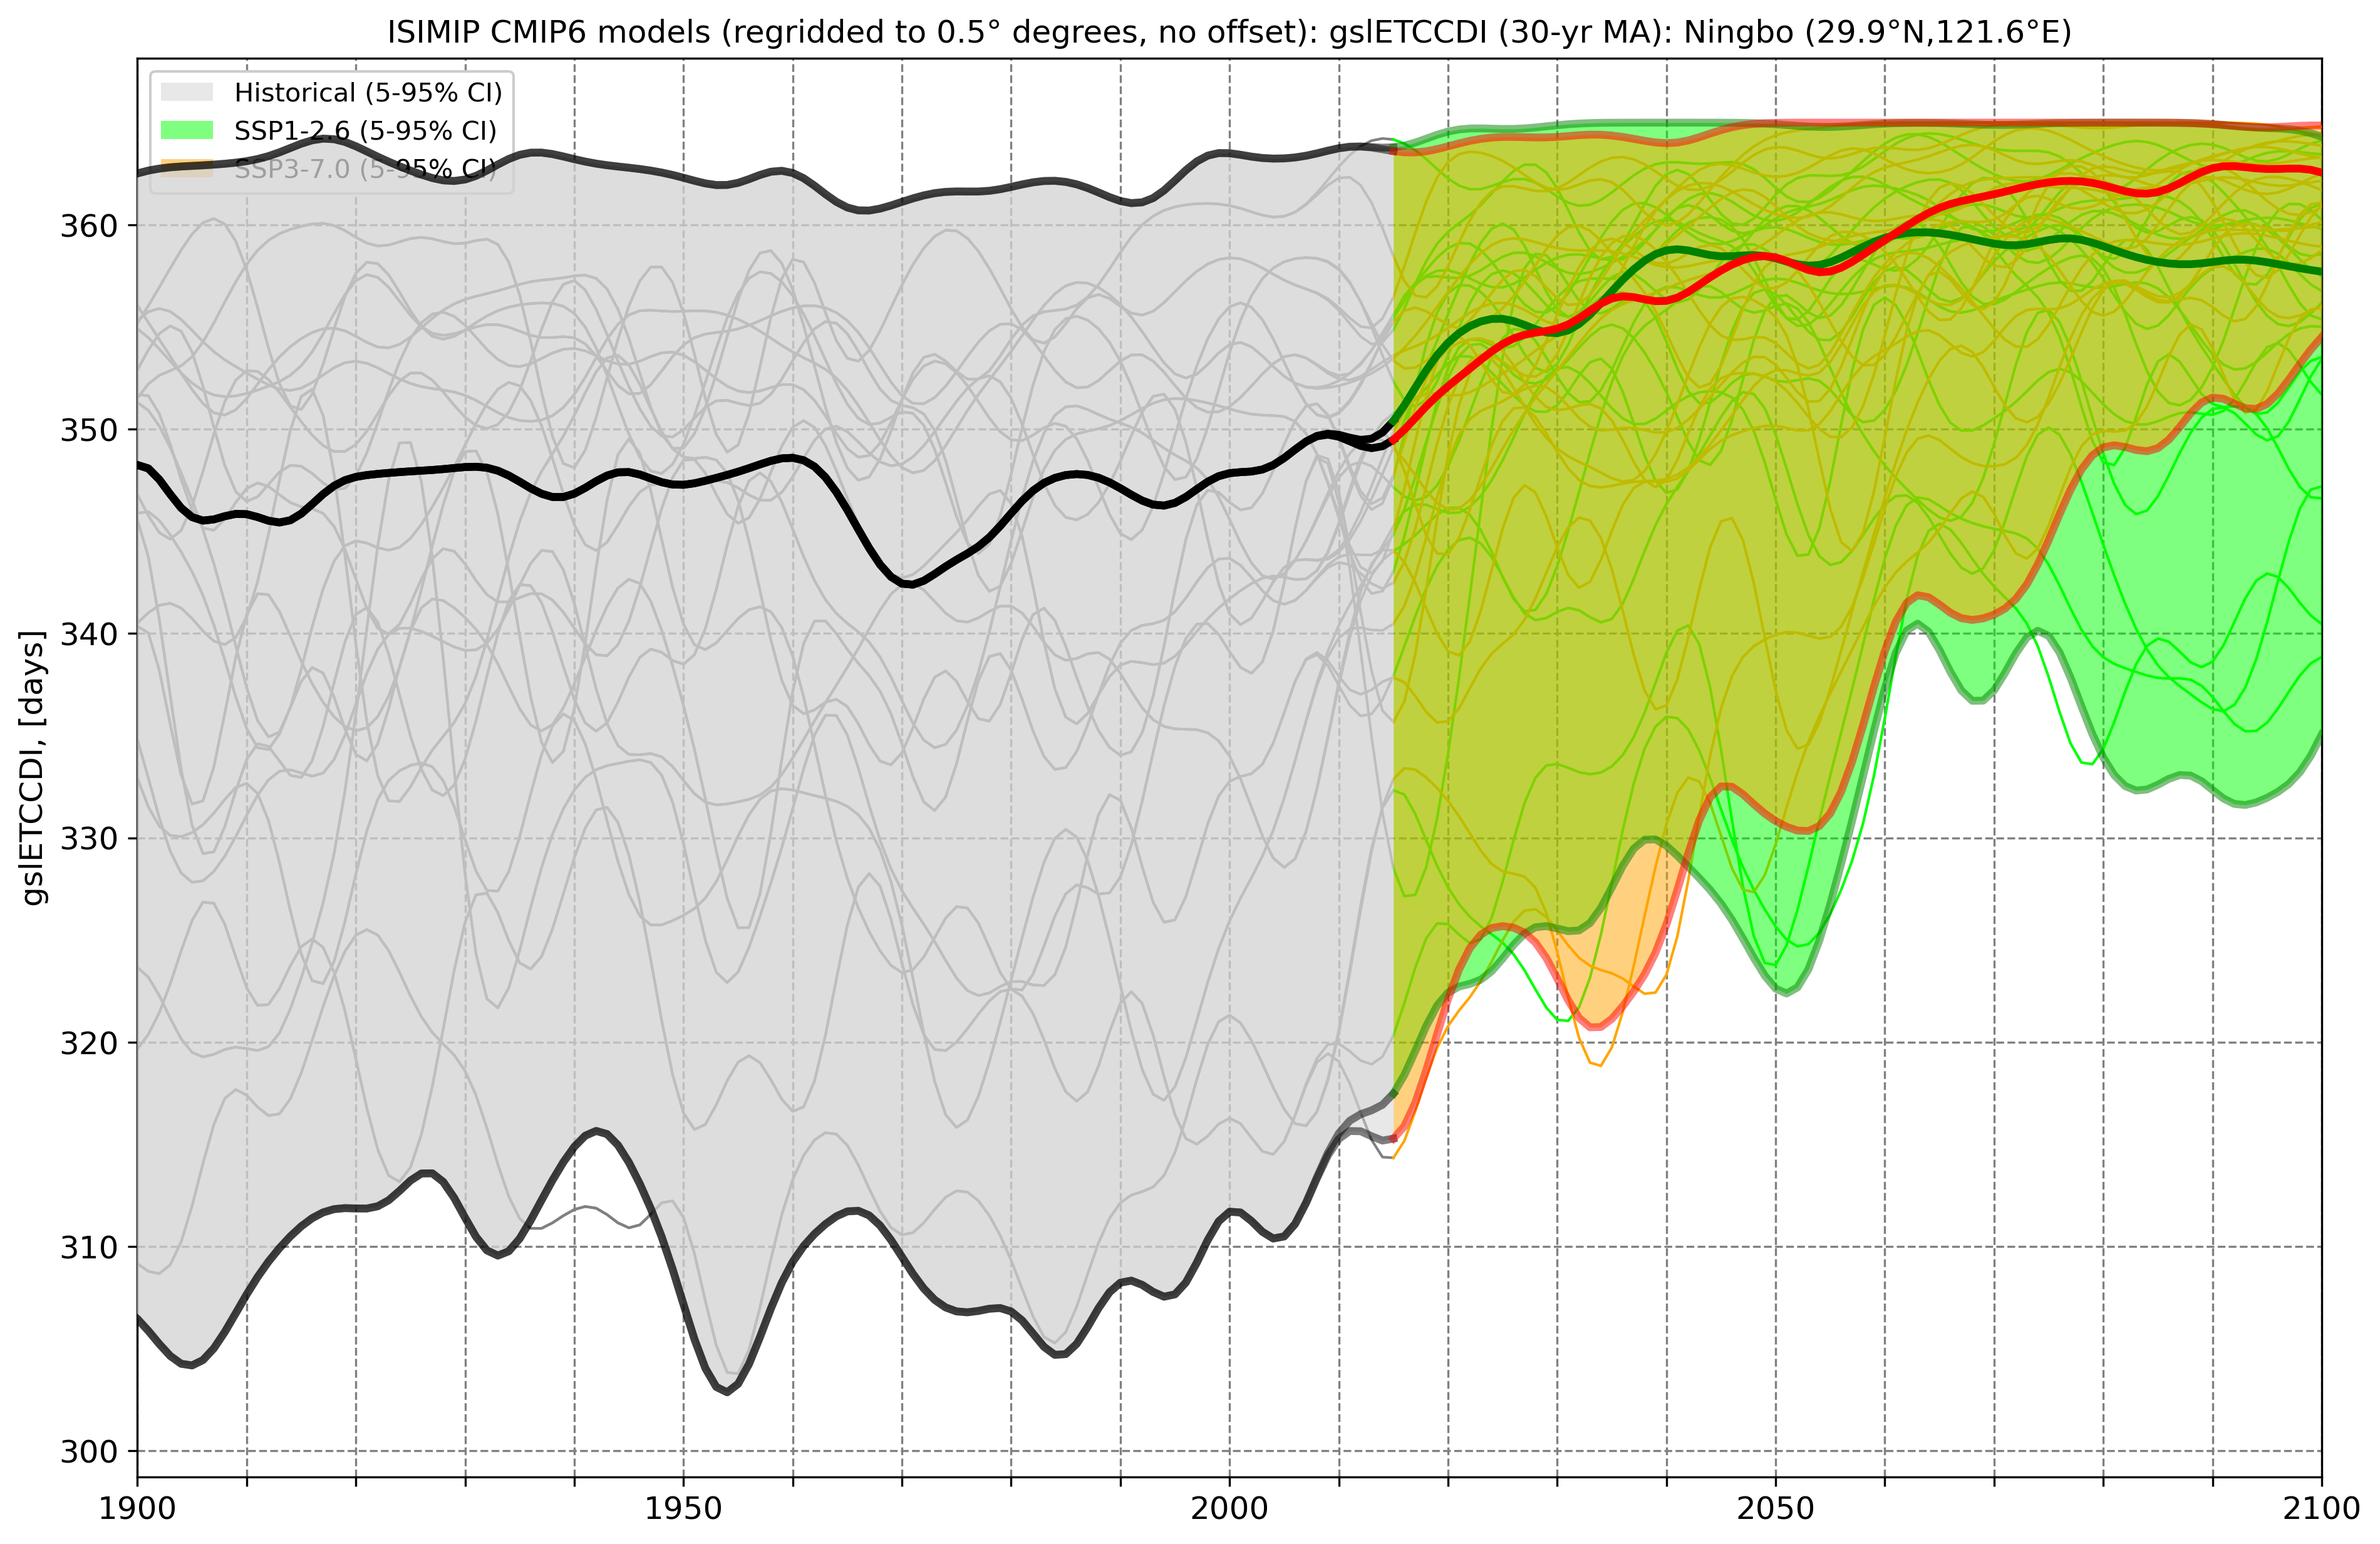 ISIMIP CMIP6 models (regridded to 0.5° degrees, no offset): gslETCCDI (30-yr MA): Ningbo (29.9°N,121.6°E)
Historical (5-95% CI)
SSP1-2.6 (5-95% CI)
SSP3-7.0 (5-95% CI)
gslETCCDI, [days]
360
350
340
330
320
310
300
1900
1950
2000
2050
2100